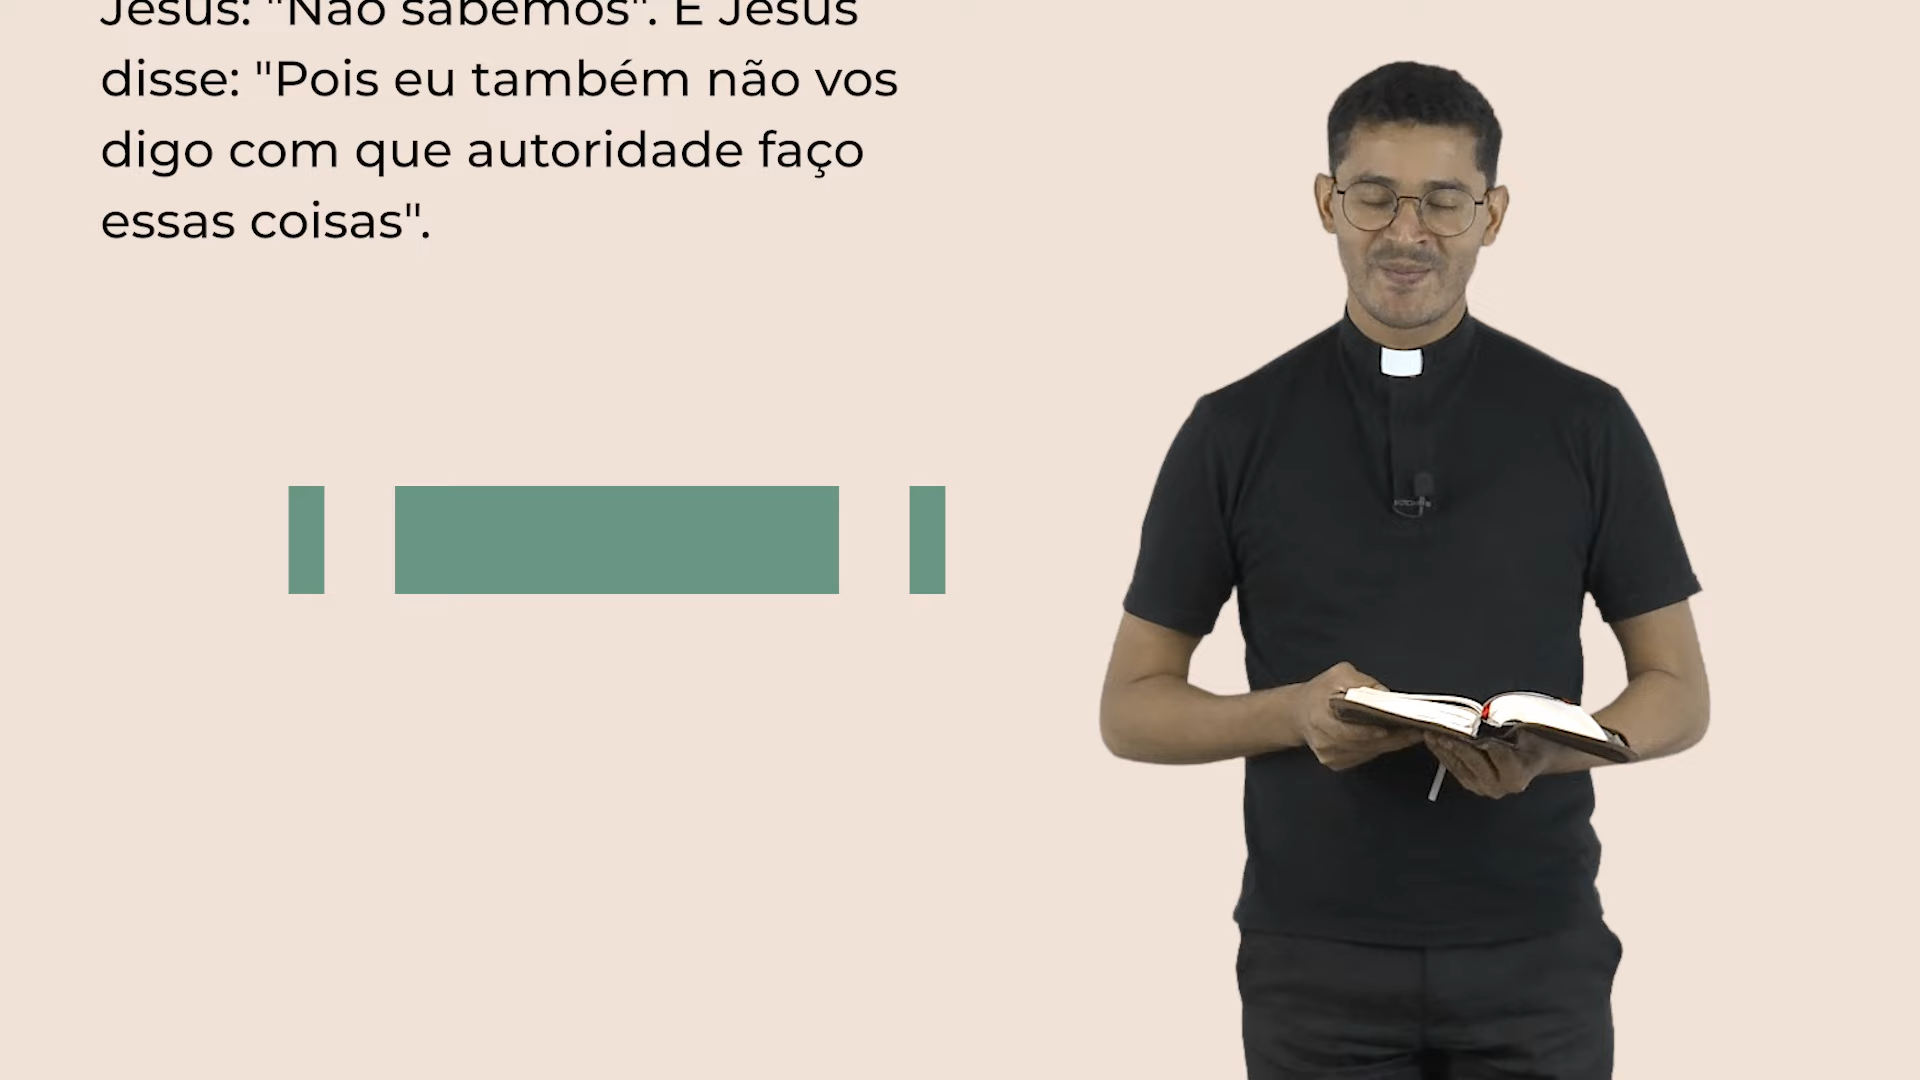 Jesus: "Não sabemos". E Jesus
disse: "Pois eu também não vos
digo com que autoridade faço
essas coisas".